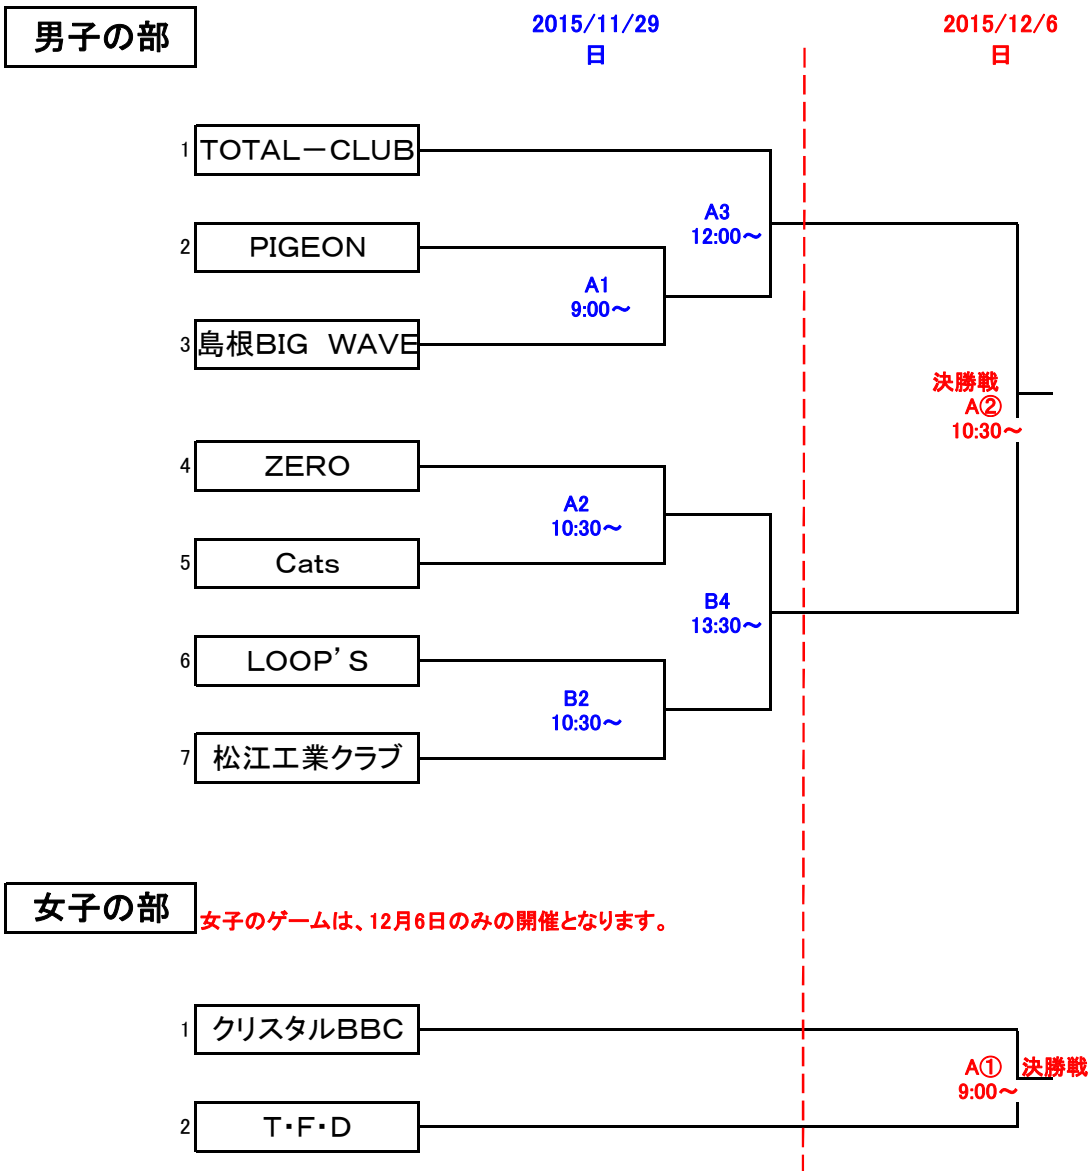 男子の部
2015/11/29
日
2015/12/6
日
1 TOTAL－CLUB
A3
12:00～
2 PIGEON
A1
9:00～
3 島根BIG　WAVE
決勝戦
A②
10:30～
4 ZERO
A2
10:30～
5 Cats
B4
13:30～
6 LOOP’S
B2
10:30～
7 松江工業クラブ
女子の部
女子のゲームは、12月6日のみの開催となります。
1 クリスタルBBC
A① 決勝戦
9:00～
2 T・F・D